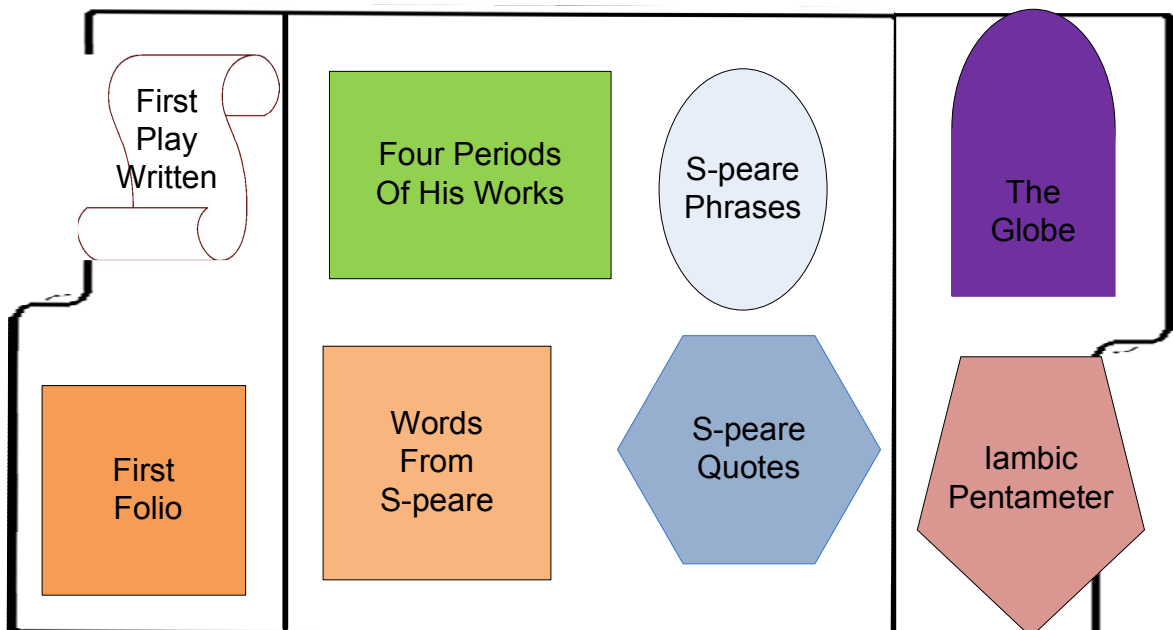 First
Play
Written
Four Periods
Of His Works
S-peare
Phrases
The
Globe
First
Folio
Words
From
S-peare
S-peare
Quotes
Iambic
Pentameter